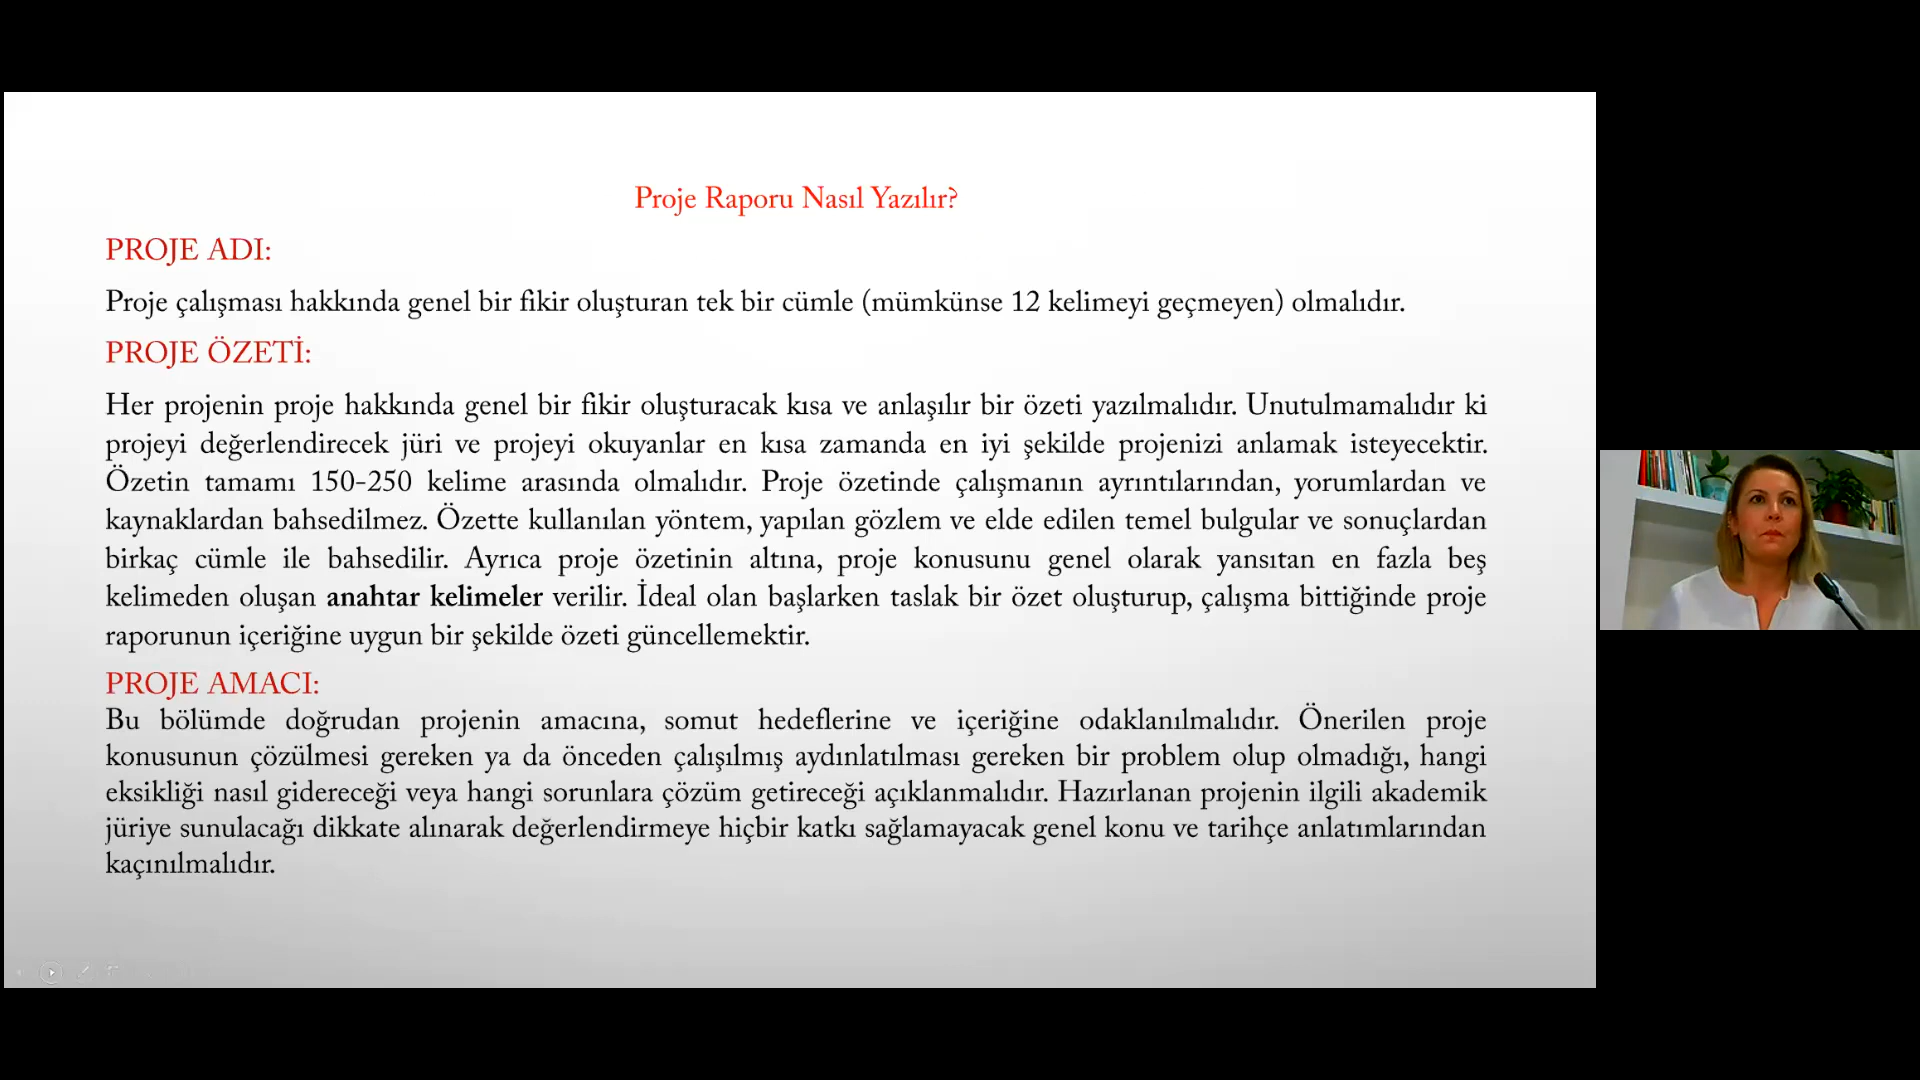 Proje Raporu Nasıl Yazılır?
PROJE ADI:
Proje çalışması hakkında genel bir fikir oluşturan tek bir cümle (mümkünse 12 kelimeyi geçmeyen) olmalıdır.
PROJE ÖZETİ:
Her projenin proje hakkında genel bir fikir oluşturacak kısa ve anlaşılır bir özeti yazılmalıdır. Unutulmamalıdır ki
projeyi değerlendirecek jüri ve projeyi okuyanlar en kısa zamanda en iyi şekilde projenizi anlamak isteyecektir.
Özetin tamamı 150-250 kelime arasında olmalıdır. Proje özetinde çalışmanın ayrıntılarından, yorumlardan ve
kaynaklardan bahsedilmez. Özette kullanılan yöntem, yapılan gözlem ve elde edilen temel bulgular ve sonuçlardan
birkaç cümle ile bahsedilir. Ayrıca proje özetinin altına, proje konusunu genel olarak yansıtan en fazla beş
kelimeden oluşan anahtar kelimeler verilir. İdeal olan başlarken taslak bir özet oluşturup, çalışma bittiğinde proje
raporunun içeriğine uygun bir şekilde özeti güncellemektir.
PROJE AMACI:
Bu bölümde doğrudan projenin amacına, somut hedeflerine ve içeriğine odaklanılmalıdır. Önerilen proje
konusunun çözülmesi gereken ya da önceden çalışılmış aydınlatılması gereken bir problem olup olmadığı, hangi
eksikliği nasıl gidereceği veya hangi sorunlara çözüm getireceği açıklanmalıdır. Hazırlanan projenin ilgili akademik
jüriye sunulacağı dikkate alınarak değerlendirmeye hiçbir katkı sağlamayacak genel konu ve tarihçe anlatımlarından
kaçınılmalıdır.